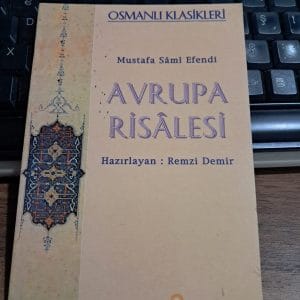 OSMANLI KLASİKLERİ
Mustafa Sâmi Efendi
AVRUPA
RİSÂLESİ
Hazırlayan : Remzi Demir